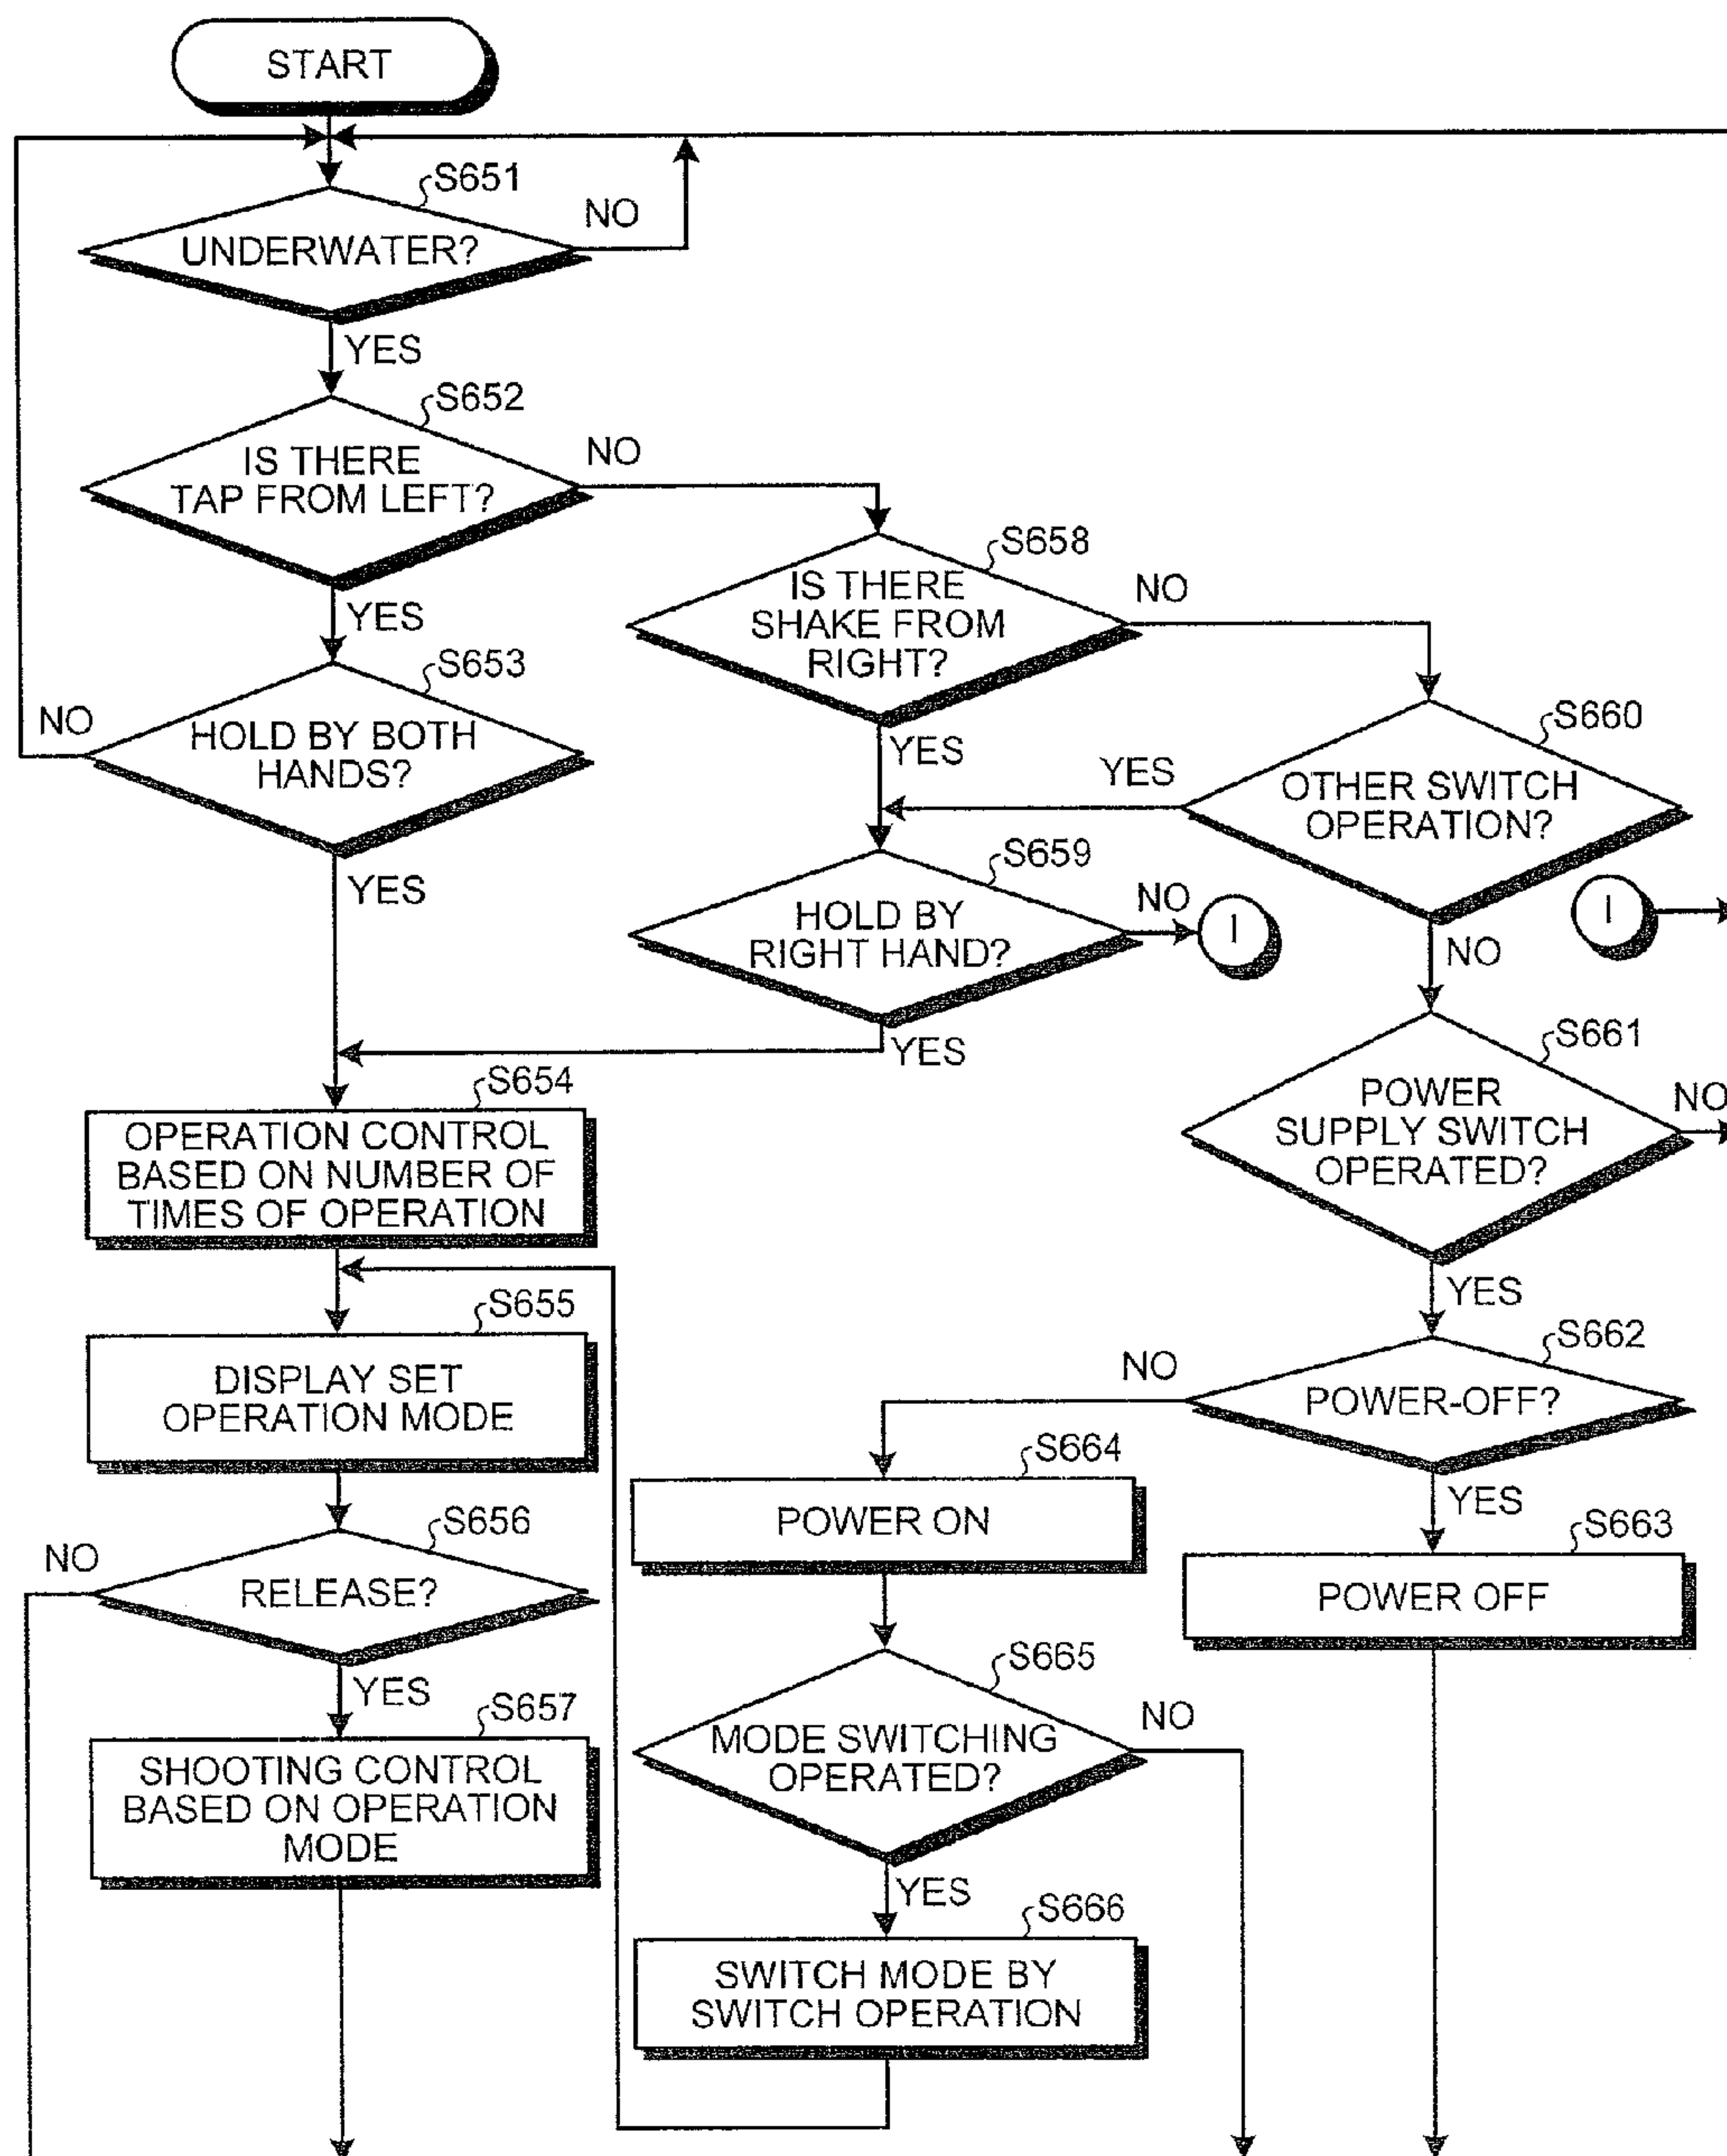 START
S651
UNDERWATER?
NO
YES
S652
IS THERE
TAP FROM LEFT?
NO
YES
S653
HOLD BY BOTH
HANDS?
NO
YES
S658
IS THERE
SHAKE FROM
RIGHT?
NO
YES
S660
OTHER SWITCH
OPERATION?
YES
NO
S659
HOLD BY
RIGHT HAND?
NO
I
I
YES
S661
POWER
SUPPLY SWITCH
OPERATED?
NO
YES
S654
OPERATION CONTROL
BASED ON NUMBER OF
TIMES OF OPERATION
S655
DISPLAY SET
OPERATION MODE
S656
RELEASE?
NO
YES
S657
SHOOTING CONTROL
BASED ON OPERATION
MODE
S662
POWER-OFF?
NO
YES
S664
POWER ON
S663
POWER OFF
S665
MODE SWITCHING
OPERATED?
NO
YES
S666
SWITCH MODE BY
SWITCH OPERATION